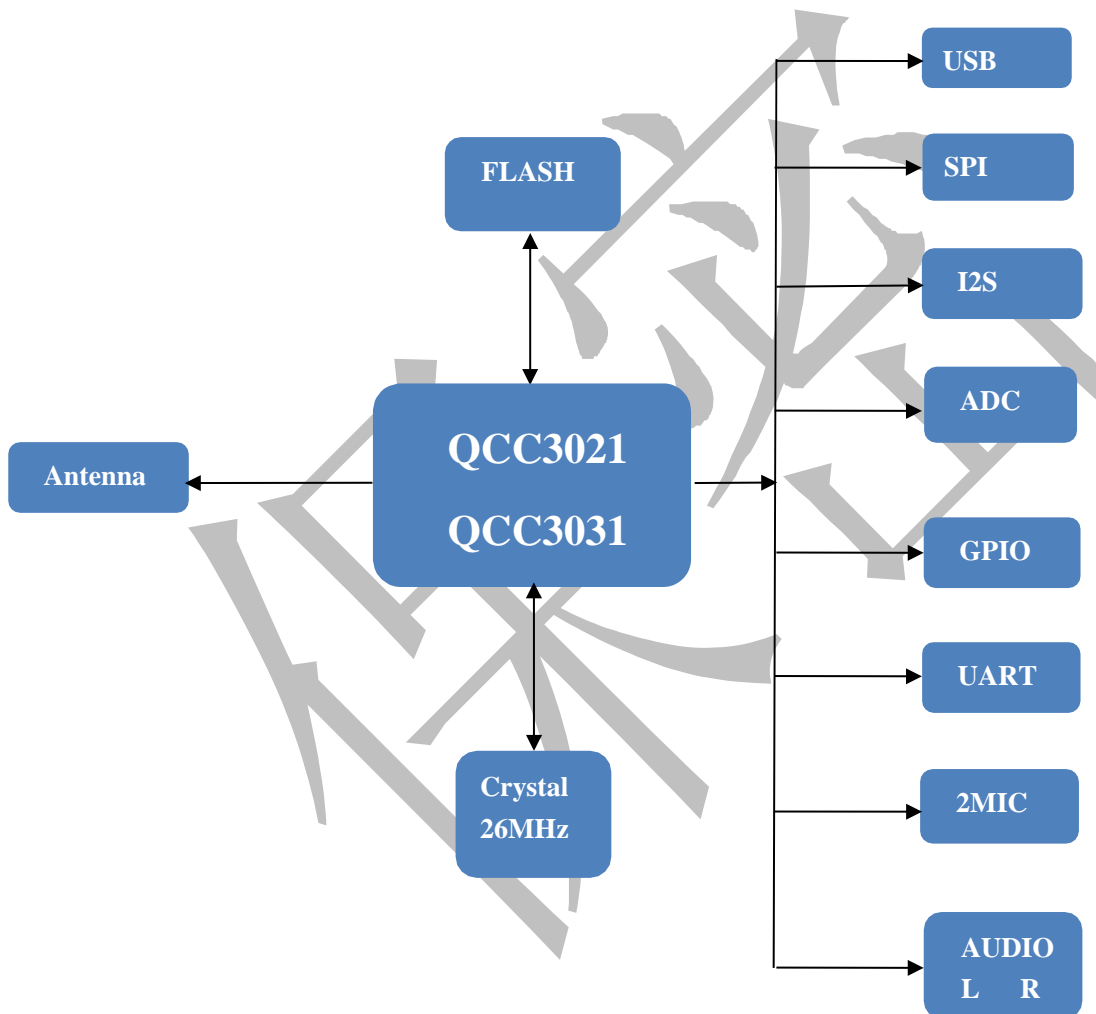 USB
FLASH
SPI
I2S
ADC
QCC3021
Antenna
QCC3031
GPIO
UART
Crystal
26MHz
2MIC
AUDIO
L R